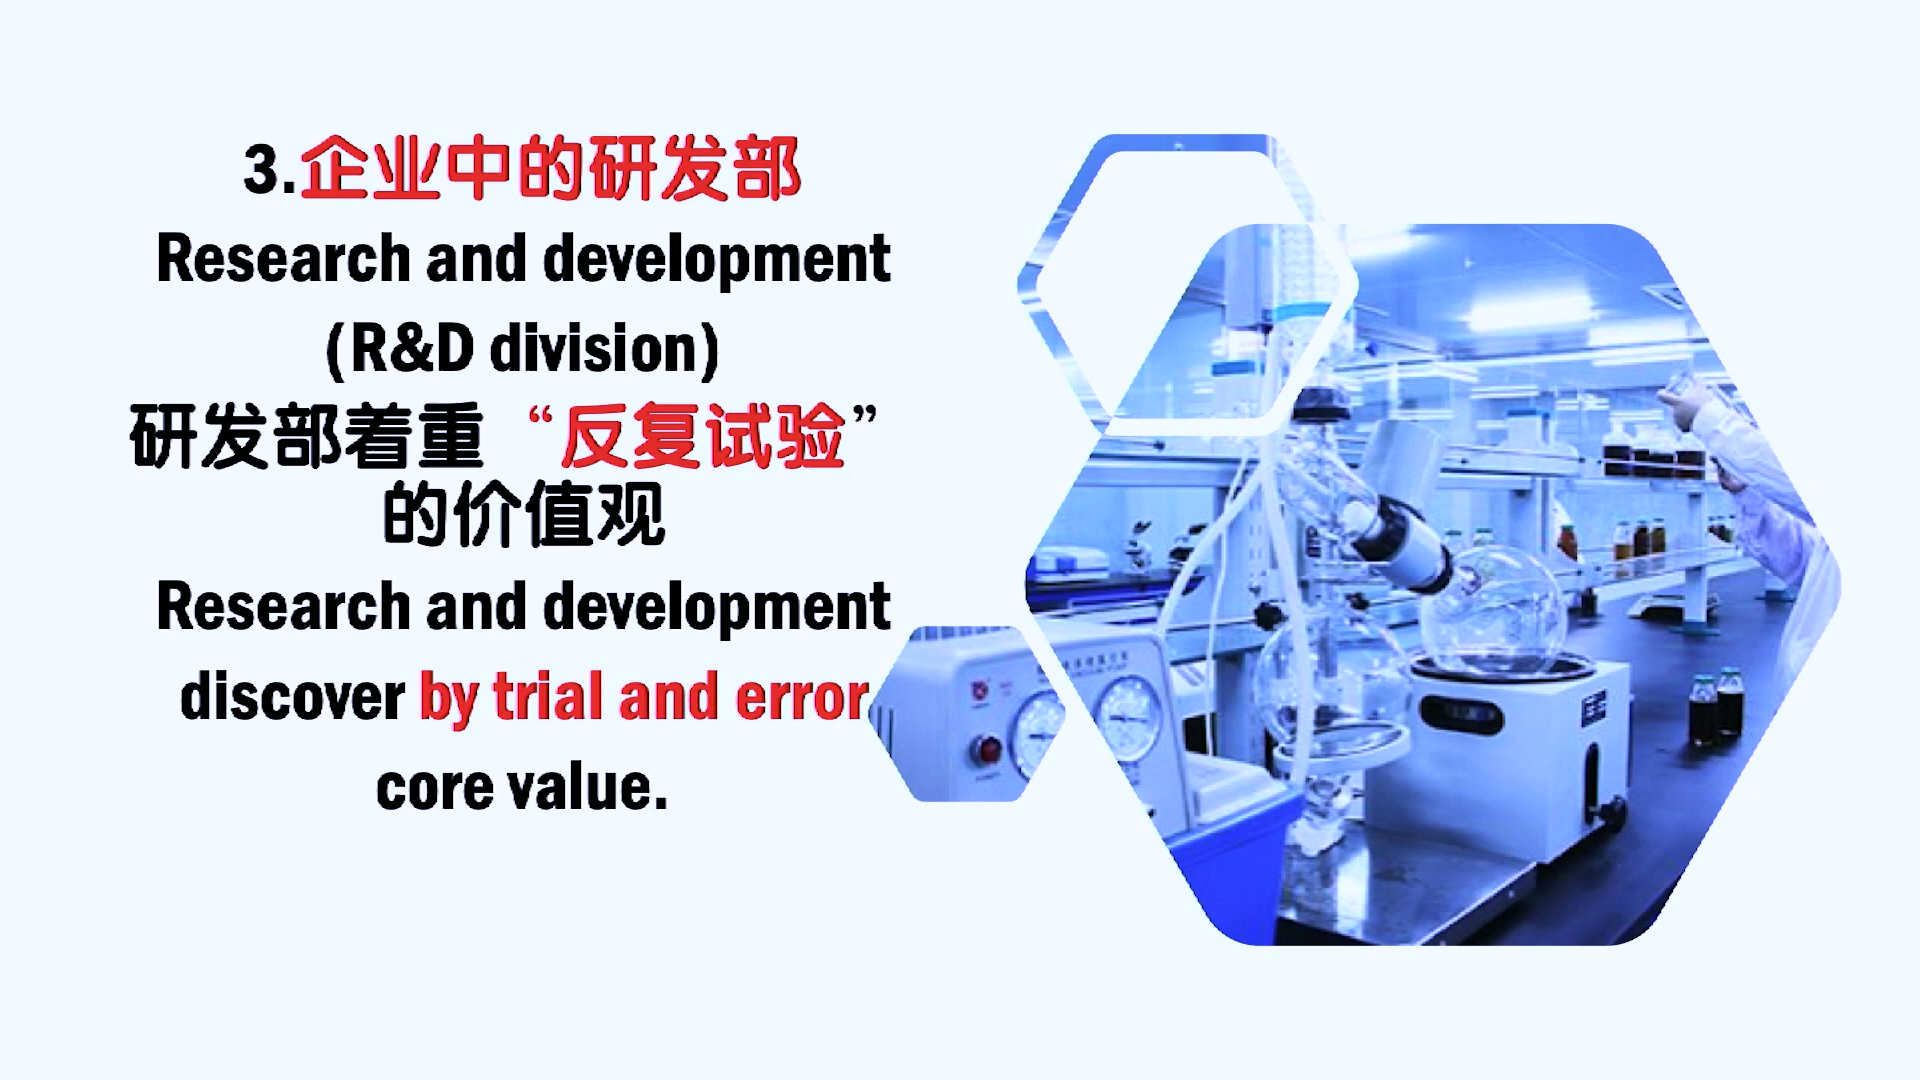 3.企业中的研发部
Research and development
(R&D division)
研发部着重“反复试验”
的价值观
Research and development
discover by trial and error
core value.